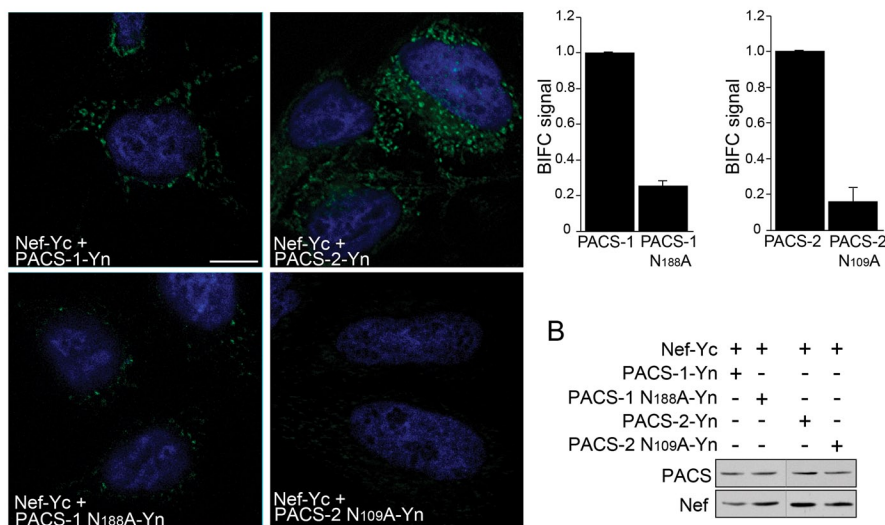 Nef-Yc +
PACS-1-Yn
Nef-Yc +
PACS-2-Yn
Nef-Yc +
PACS-1 N188A-Yn
Nef-Yc +
PACS-2 N109A-Yn
BIFC signal
1.2
1.0
0.8
0.6
0.4
0.2
0
PACS-1
PACS-1
N188A
BIFC signal
1.2
1.0
0.8
0.6
0.4
0.2
0
PACS-2
PACS-2
N109A
B
Nef-Yc + + + +
PACS-1-Yn + - - -
PACS-1 N188A-Yn - + - -
PACS-2-Yn - - + -
PACS-2 N109A-Yn - - - +
PACS
Nef